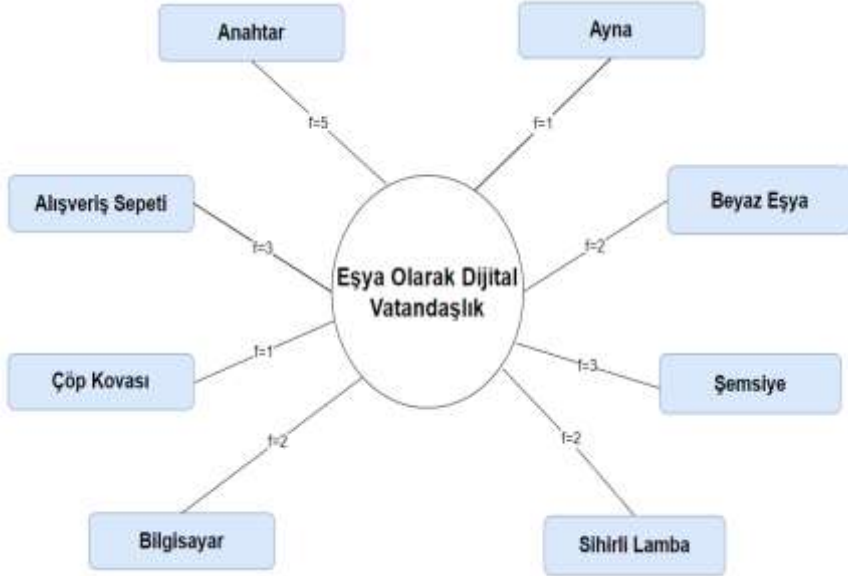 Anahtar
Ayna
f=5
f=1
Alışveriş Sepeti
Beyaz Eşya
f=3
f=2
Eşya Olarak Dijital
Vatandaşlık
Çöp Kovası
f=1
f=3
Şemsiye
f=2
f=2
Bilgisayar
Sihirli Lamba